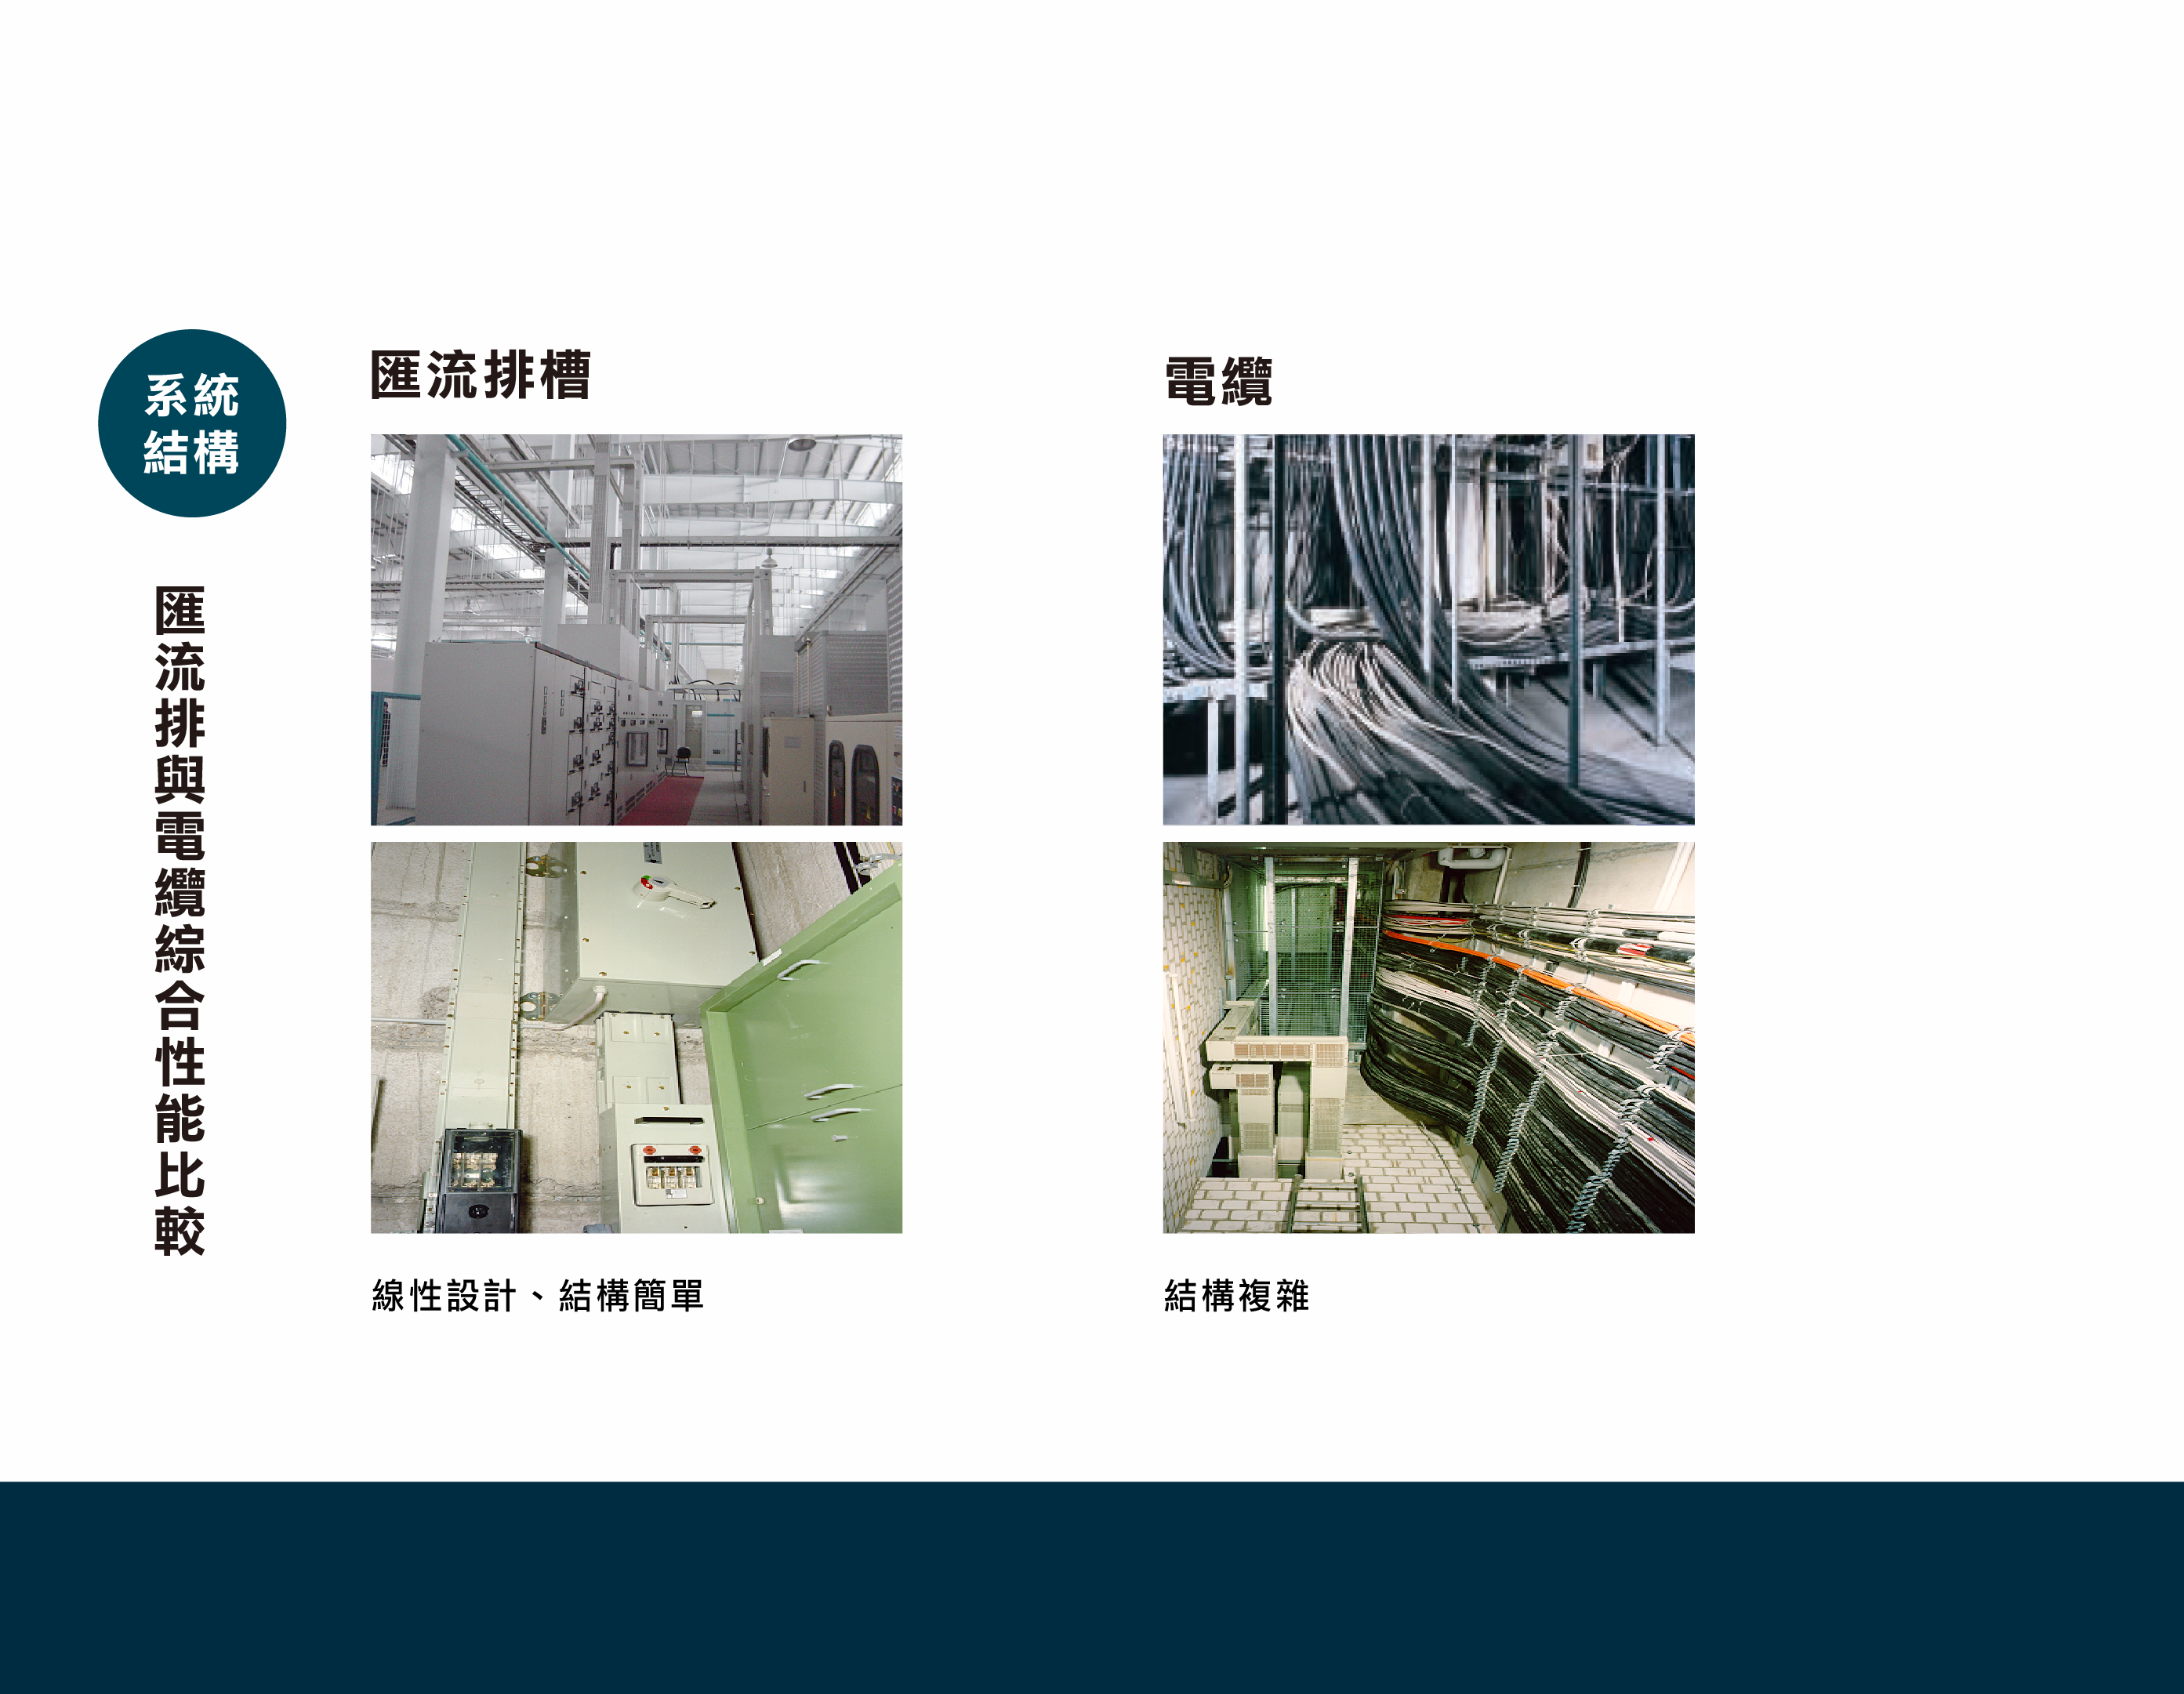 系統
結構
匯流排與電纜綜合性能比較
匯流排槽
線性設計、結構簡單
電纜
結構複雜